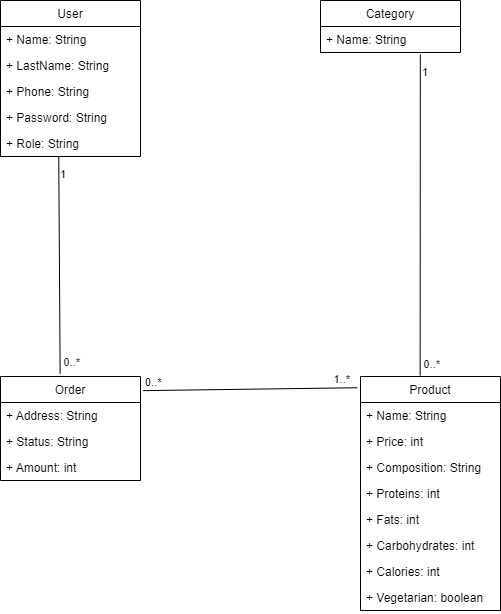 User
+ Name: String
+ LastName: String
+ Phone: String
+ Password: String
+ Role: String
1
Category
+ Name: String
1
0..*
Order
+ Address: String
+ Status: String
+ Amount: int
0..*
1..*
0..*
Product
+ Name: String
+ Price: int
+ Composition: String
+ Proteins: int
+ Fats: int
+ Carbohydrates: int
+ Calories: int
+ Vegetarian: boolean